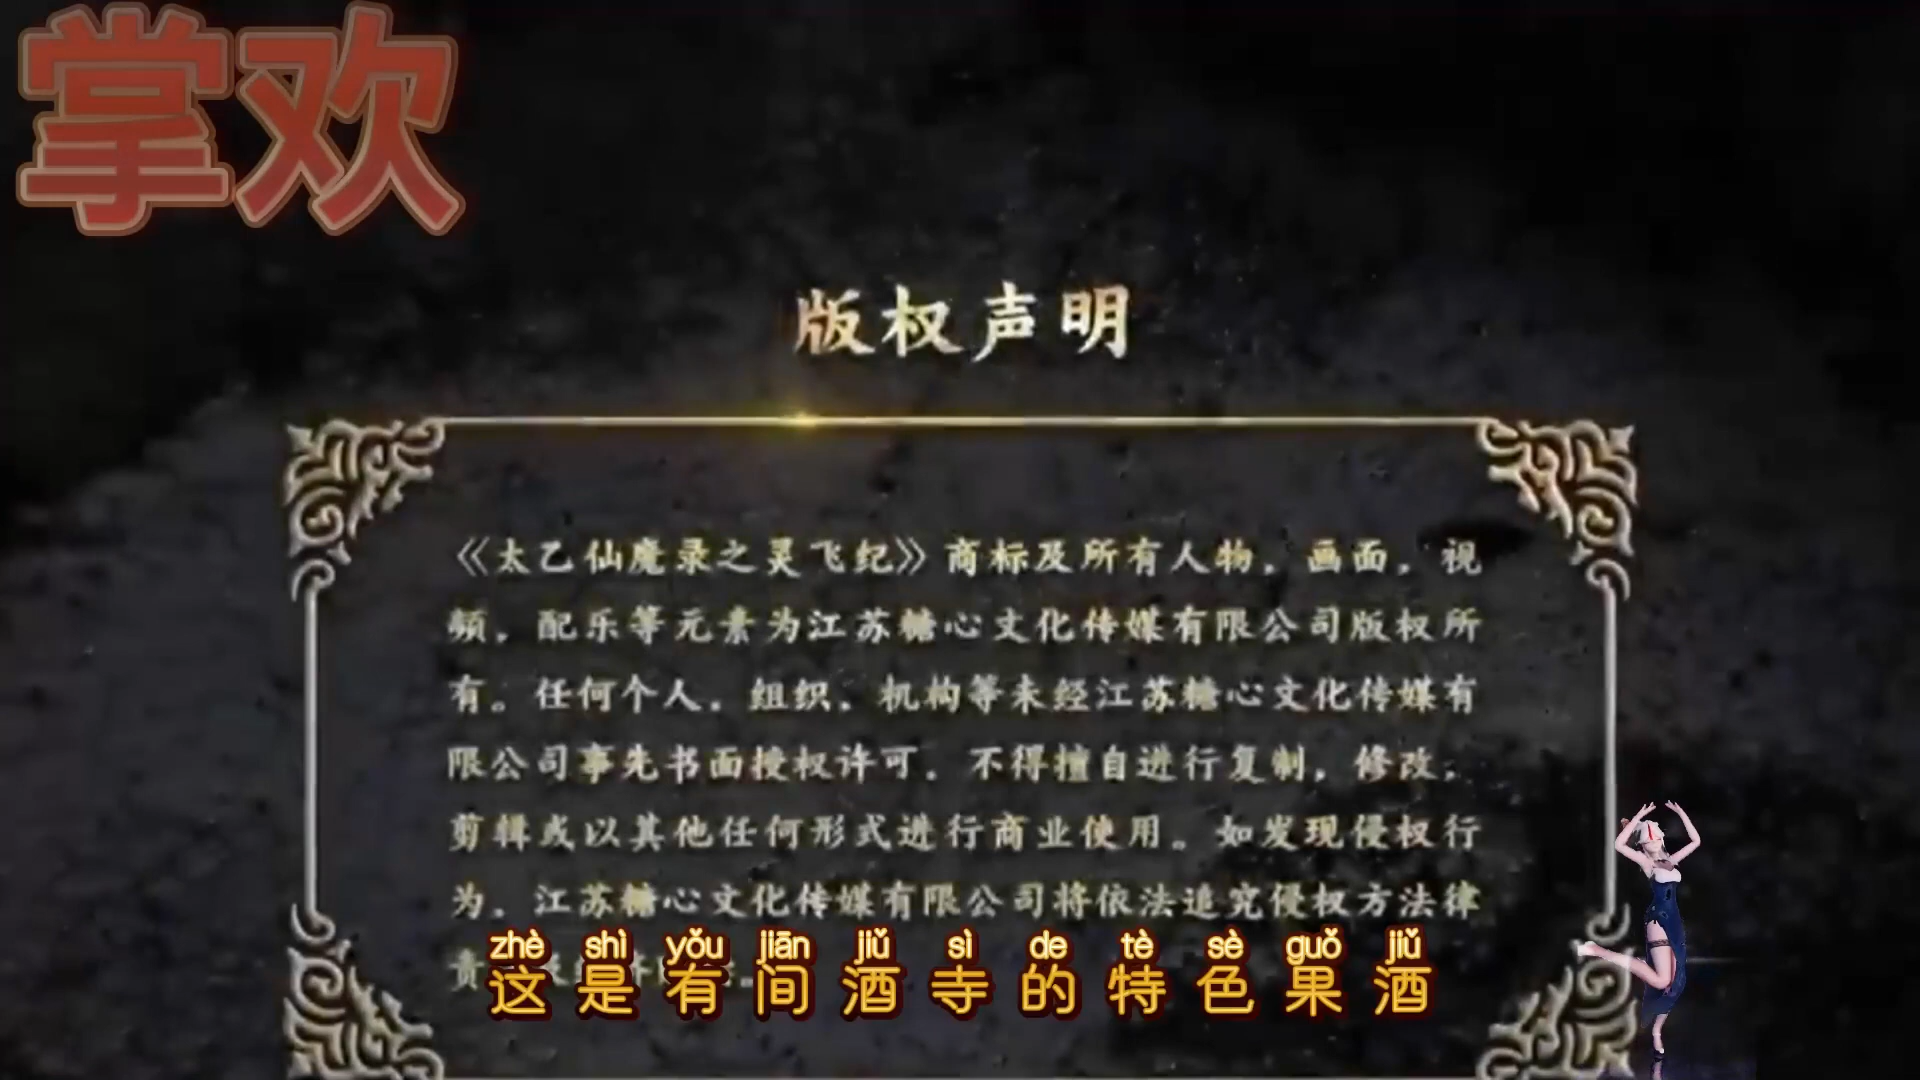 掌欢
版权声明
《太乙仙魔录之灵飞纪》商标及所有人物,画面,视
频,配乐等元素为江苏糖心文化传媒有限公司版权所
有。任何个人,组织,机构等未经江苏糖心文化传媒有
限公司事先书面授权许可,不得擅自进行复制,修改,
剪辑或以其他任何形式进行商业使用。如发现侵权行
为,江苏糖心文化传媒有限公司将依法追究侵权方法律
责
zhè shì yǒu jiān jiǔ sì de tè sè guǒ jiǔ
这是有间酒寺的特色果酒